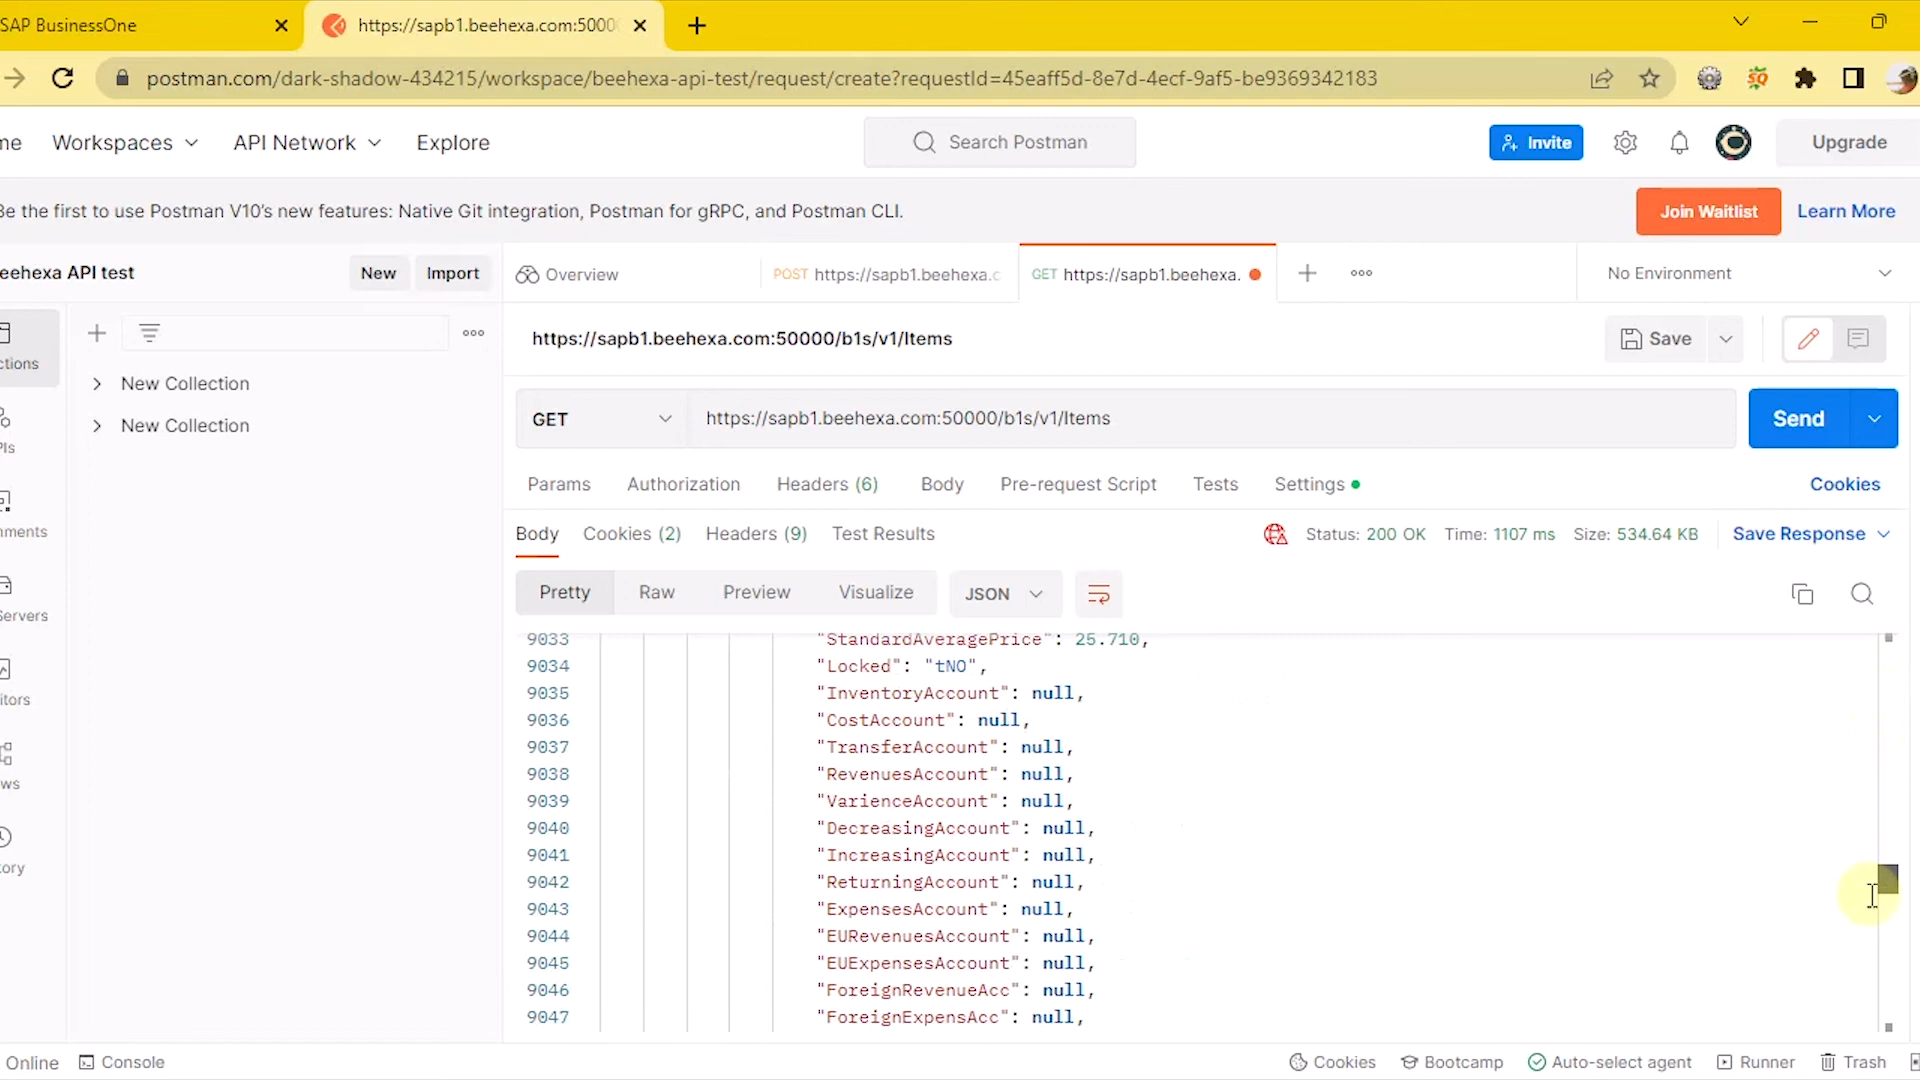 SAP BusinessOne
https://sapb1.beehexa.com:5000
postman.com/dark-shadow-434215/workspace/beehexa-api-test/request/create?requestId=45eaff5d-8e7d-4ecf-9af5-be9369342183
me Workspaces API Network Explore Search Postman Invite Upgrade
Be the first to use Postman V10's new features: Native Git integration, Postman for gRPC, and Postman CLI. Join Waitlist Learn More
eehexa API test New Import Overview POST https://sapb1.beehexa.c GET https://sapb1.beehexa. No Environment
https://sapb1.beehexa.com:50000/b1s/v1/Items Save
ctions
New Collection
New Collection
PIs
nments
Servers
itors
ws
tory
GET https://sapb1.beehexa.com:50000/b1s/v1/Items Send
Params Authorization Headers (6) Body Pre-request Script Tests Settings Cookies
Body Cookies (2) Headers (9) Test Results Status: 200 OK Time: 1107 ms Size: 534.64 KB Save Response
Pretty Raw Preview Visualize JSON
9033 "StandardAveragePrice": 25.710,
9034 "Locked": "tNO",
9035 "InventoryAccount": null,
9036 "CostAccount": null,
9037 "TransferAccount": null,
9038 "RevenuesAccount": null,
9039 "VarienceAccount": null,
9040 "DecreasingAccount": null,
9041 "IncreasingAccount": null,
9042 "ReturningAccount": null,
9043 "ExpensesAccount": null,
9044 "EURevenuesAccount": null,
9045 "EUExpensesAccount": null,
9046 "ForeignRevenueAcc": null,
9047 "ForeignExpensAcc": null,
Online Console Cookies Bootcamp Auto-select agent Runner Trash